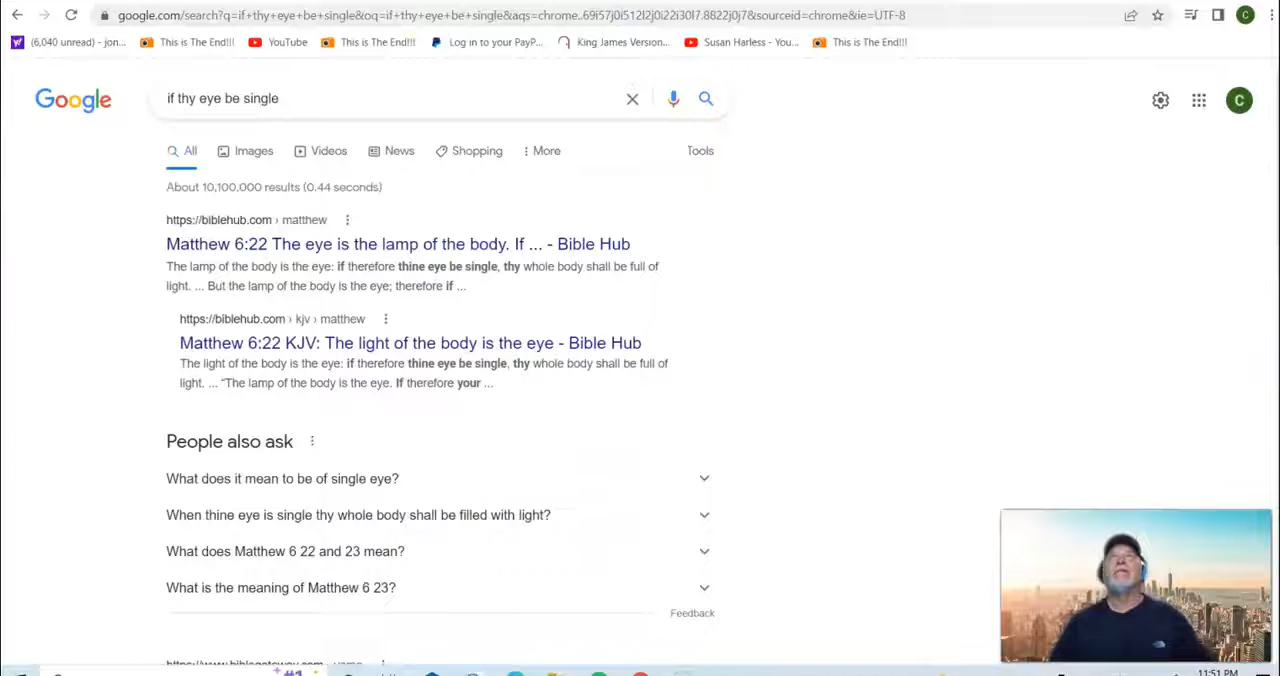 google.com/search?q=if+thy+eye+be+single&oq=if+thy+eye+be+single&aqs=chrome..69i57j0i512l2j0i22i30l7.8822j0j7&sourceid=chrome&ie=UTF-8
C
(6,040 unread) - jon...
This is The End!!!
YouTube
This is The End!!!
Log in to your PayP...
King James Version...
Susan Harless - You...
This is The End!!!
Google
if thy eye be single
C
All
Images
Videos
News
Shopping
More
Tools
About 10,100,000 results (0.44 seconds)
https://biblehub.com › matthew
Matthew 6:22 The eye is the lamp of the body. If ... - Bible Hub
The lamp of the body is the eye: if therefore thine eye be single, thy whole body shall be full of
light. ... But the lamp of the body is the eye; therefore if ...
https://biblehub.com › kjv › matthew
Matthew 6:22 KJV: The light of the body is the eye - Bible Hub
The light of the body is the eye: if therefore thine eye be single, thy whole body shall be full of
light. ... “The lamp of the body is the eye. If therefore your ...
People also ask
What does it mean to be of single eye?
When thine eye is single thy whole body shall be filled with light?
What does Matthew 6 22 and 23 mean?
What is the meaning of Matthew 6 23?
Feedback
#1
11:51 PM